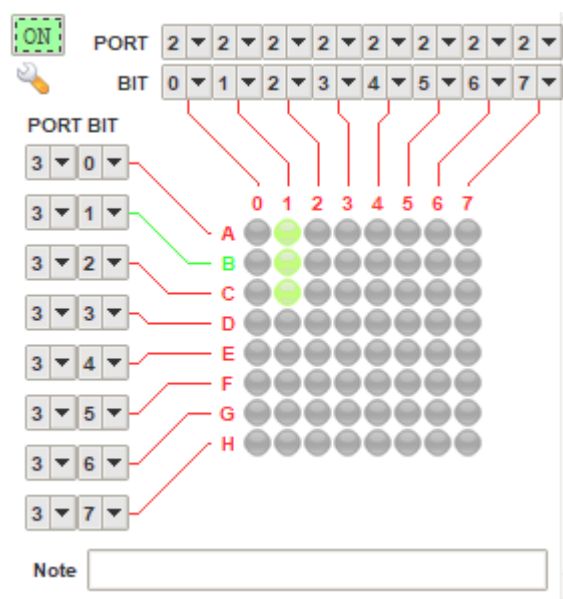 ON
PORT 2 2 2 2 2 2 2 2
BIT 0 1 2 3 4 5 6 7
PORT BIT
3 0
3 1
3 2
3 3
3 4
3 5
3 6
3 7
0 1 2 3 4 5 6 7
A
B
C
D
E
F
G
H
Note